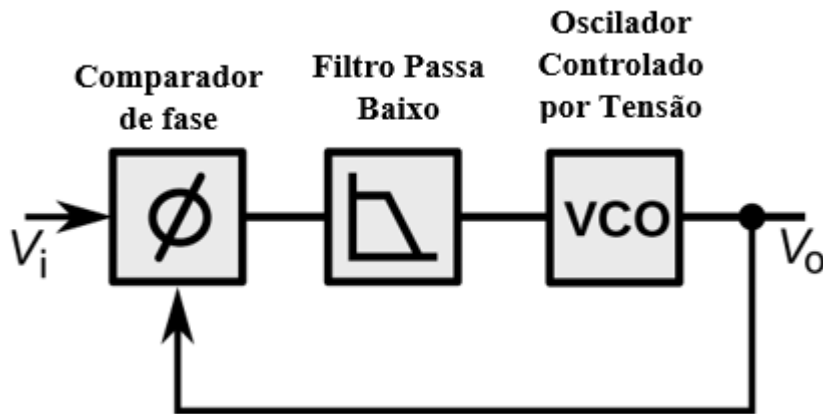 Comparador
de fase
Filtro Passa
Baixo
Oscilador
Controlado
por Tensão
Vi
ϕ
VCO
Vo